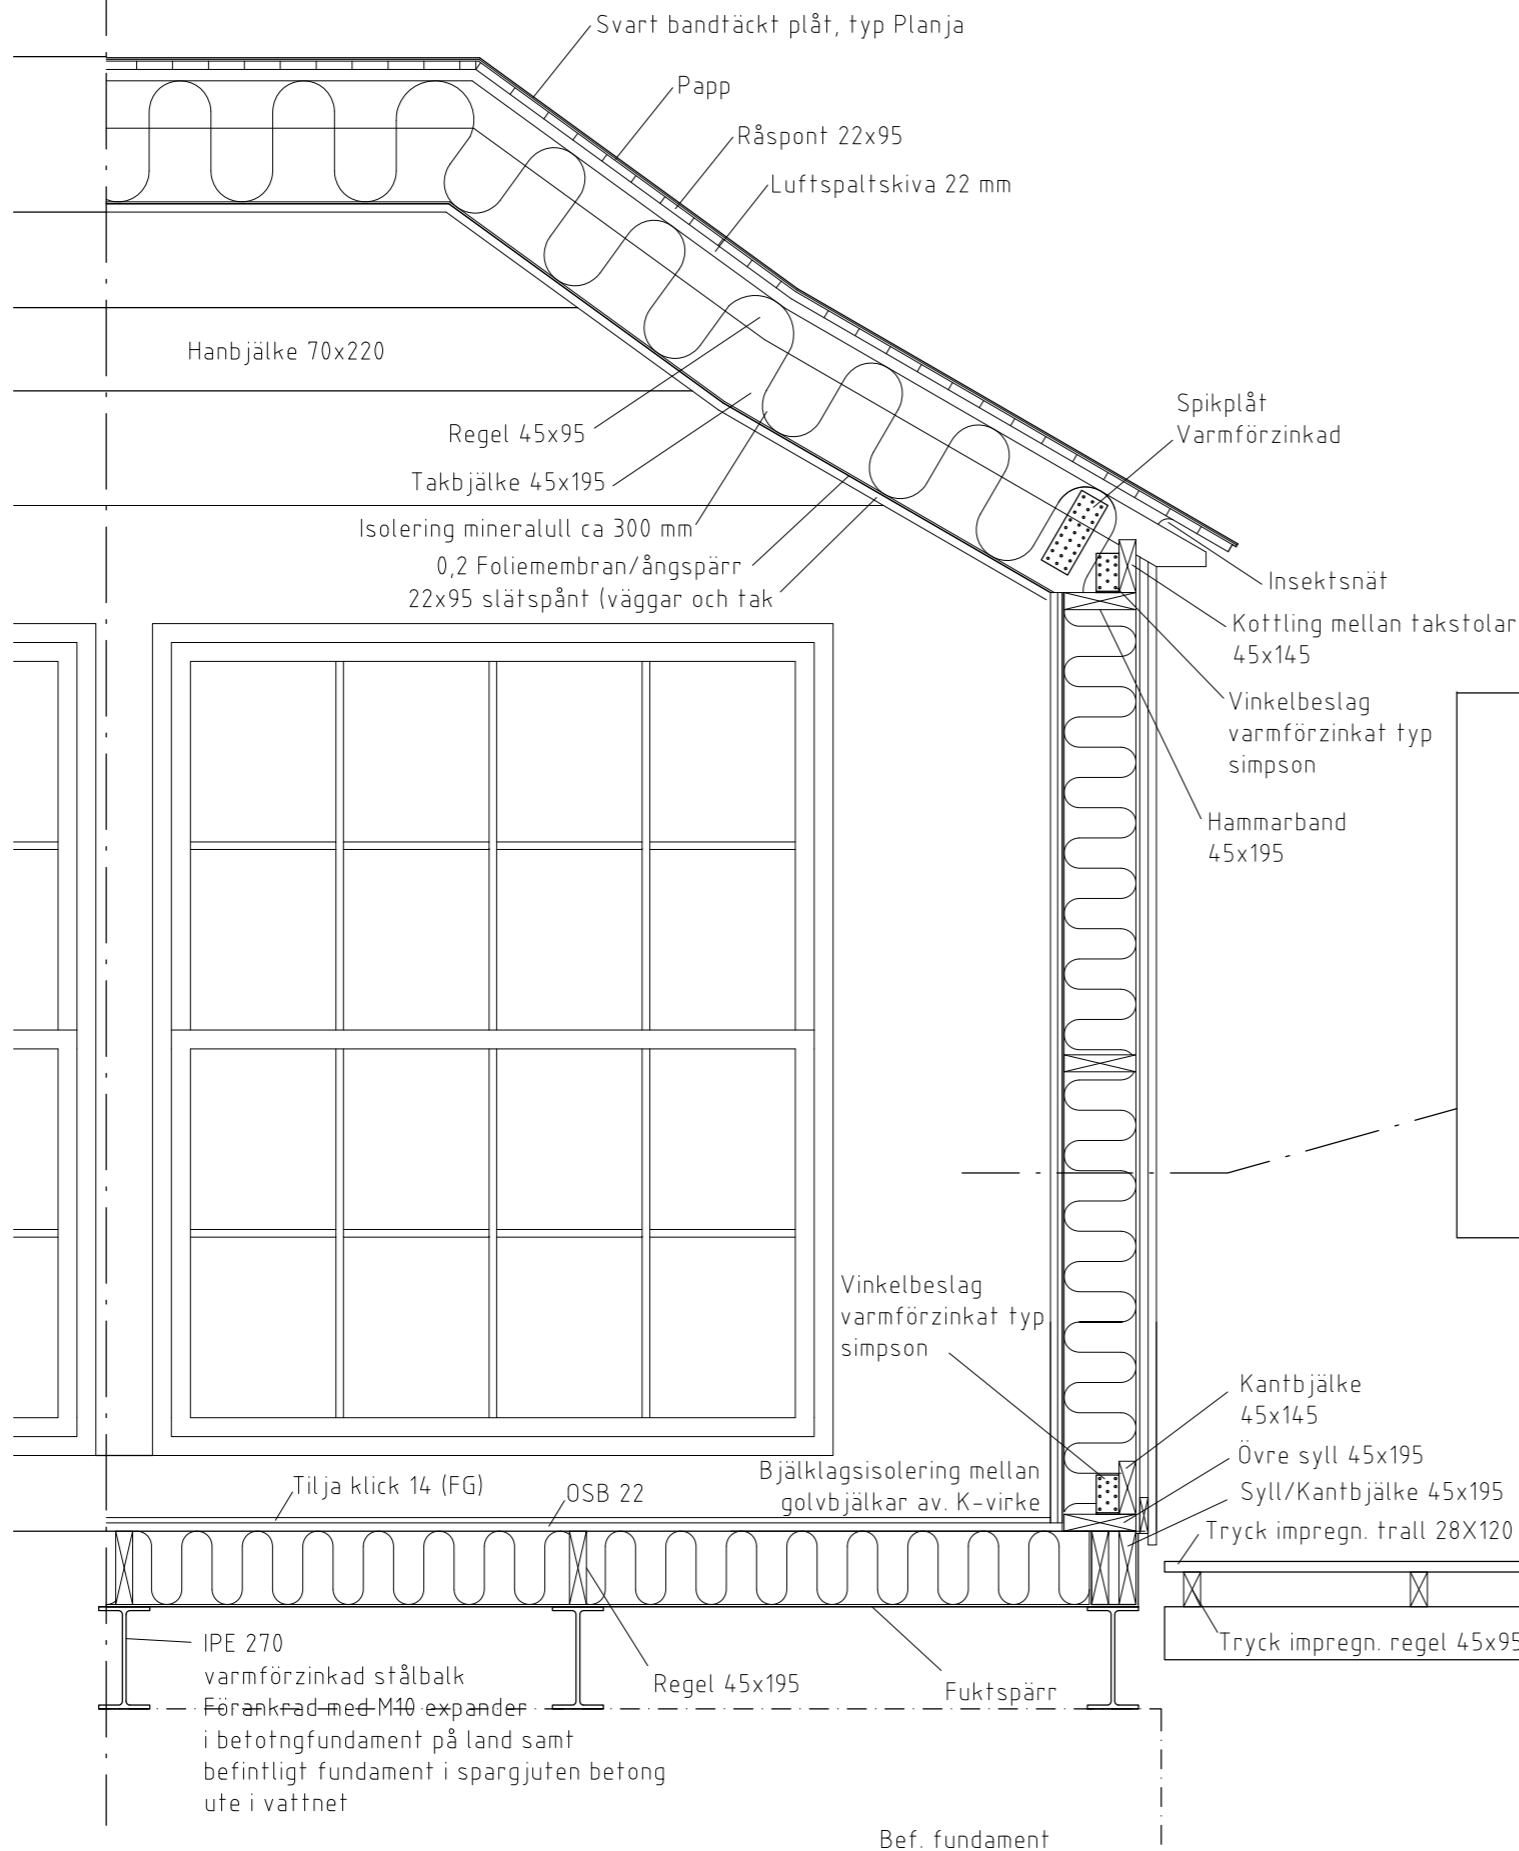 Svart bandtäckt plåt, typ Planja
Papp
Råspont 22x95
Luftspaltskiva 22 mm
Hanbjälke 70x220
Regel 45x95
Takbjälke 45x195
Isolering mineralull ca 300 mm
0,2 Foliemembran/ångspärr
22x95 slätspånt (väggar och tak
Spikplåt
Varmförzinkad
Insektsnät
Kottling mellan takstolar
45x145
Vinkelbeslag
varmförzinkat typ
simpson
Hammarband
45x195
Vinkelbeslag
varmförzinkat typ
simpson
Kantbjälke
45x145
Övre syll 45x195
Syll/Kantbjälke 45x195
Tryck impregn. trall 28X120
Tryck impregn. regel 45x95
Bjälklagsisolering mellan
golvbjälkar av. K-virke
Tilja klick 14 (FG)
OSB 22
IPE 270
varmförzinkad stålbalk
Förankrad med M10 expander
i betotngfundament på land samt
befintligt fundament i spargjuten betong
ute i vattnet
Regel 45x195
Fuktspärr
Bef. fundament